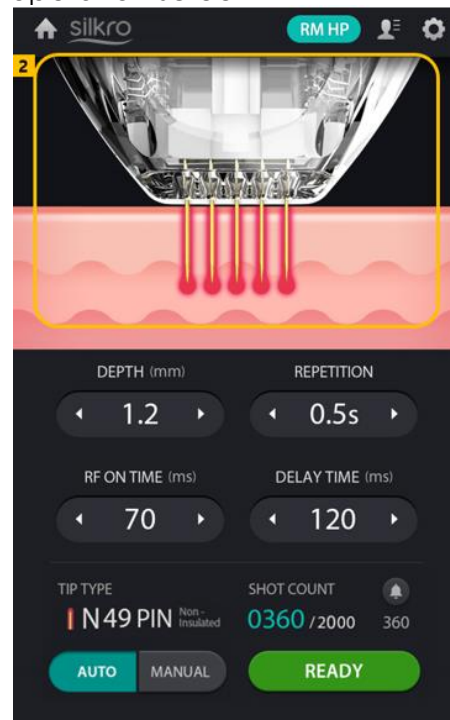 silkro RM HP
2
DEPTH (mm) REPETITION
1.2 0.5s
RF ON TIME (ms) DELAY TIME (ms)
70 120
TIP TYPE SHOT COUNT
N 49 PIN Non-Insulated 0360 /2000 360
AUTO MANUAL READY